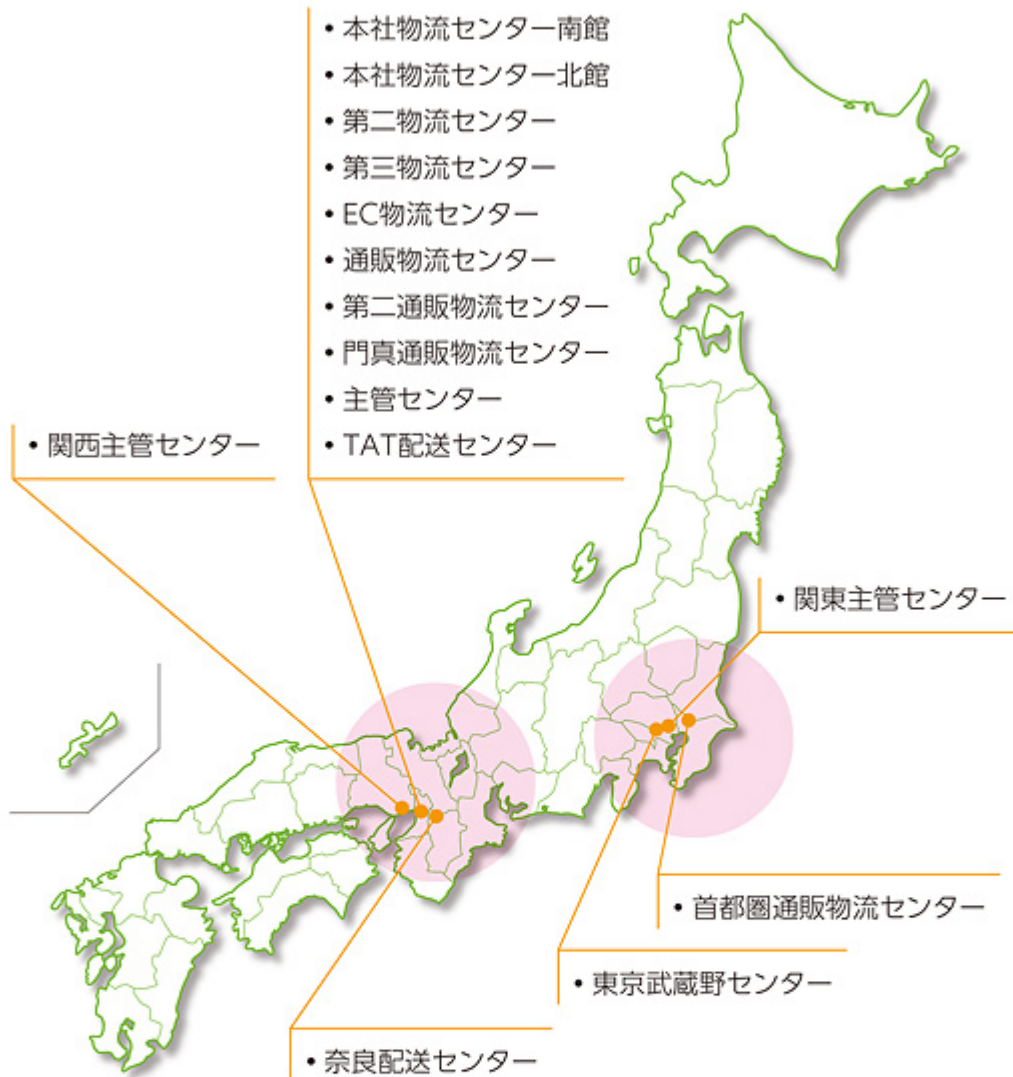 • 本社物流センター南館
• 本社物流センター北館
• 第二物流センター
• 第三物流センター
• EC物流センター
• 通販物流センター
• 第二通販物流センター
• 門真通販物流センター
• 主管センター
• TAT配送センター
• 関西主管センター
• 関東主管センター
• 首都圏通販物流センター
• 東京武蔵野センター
• 奈良配送センター